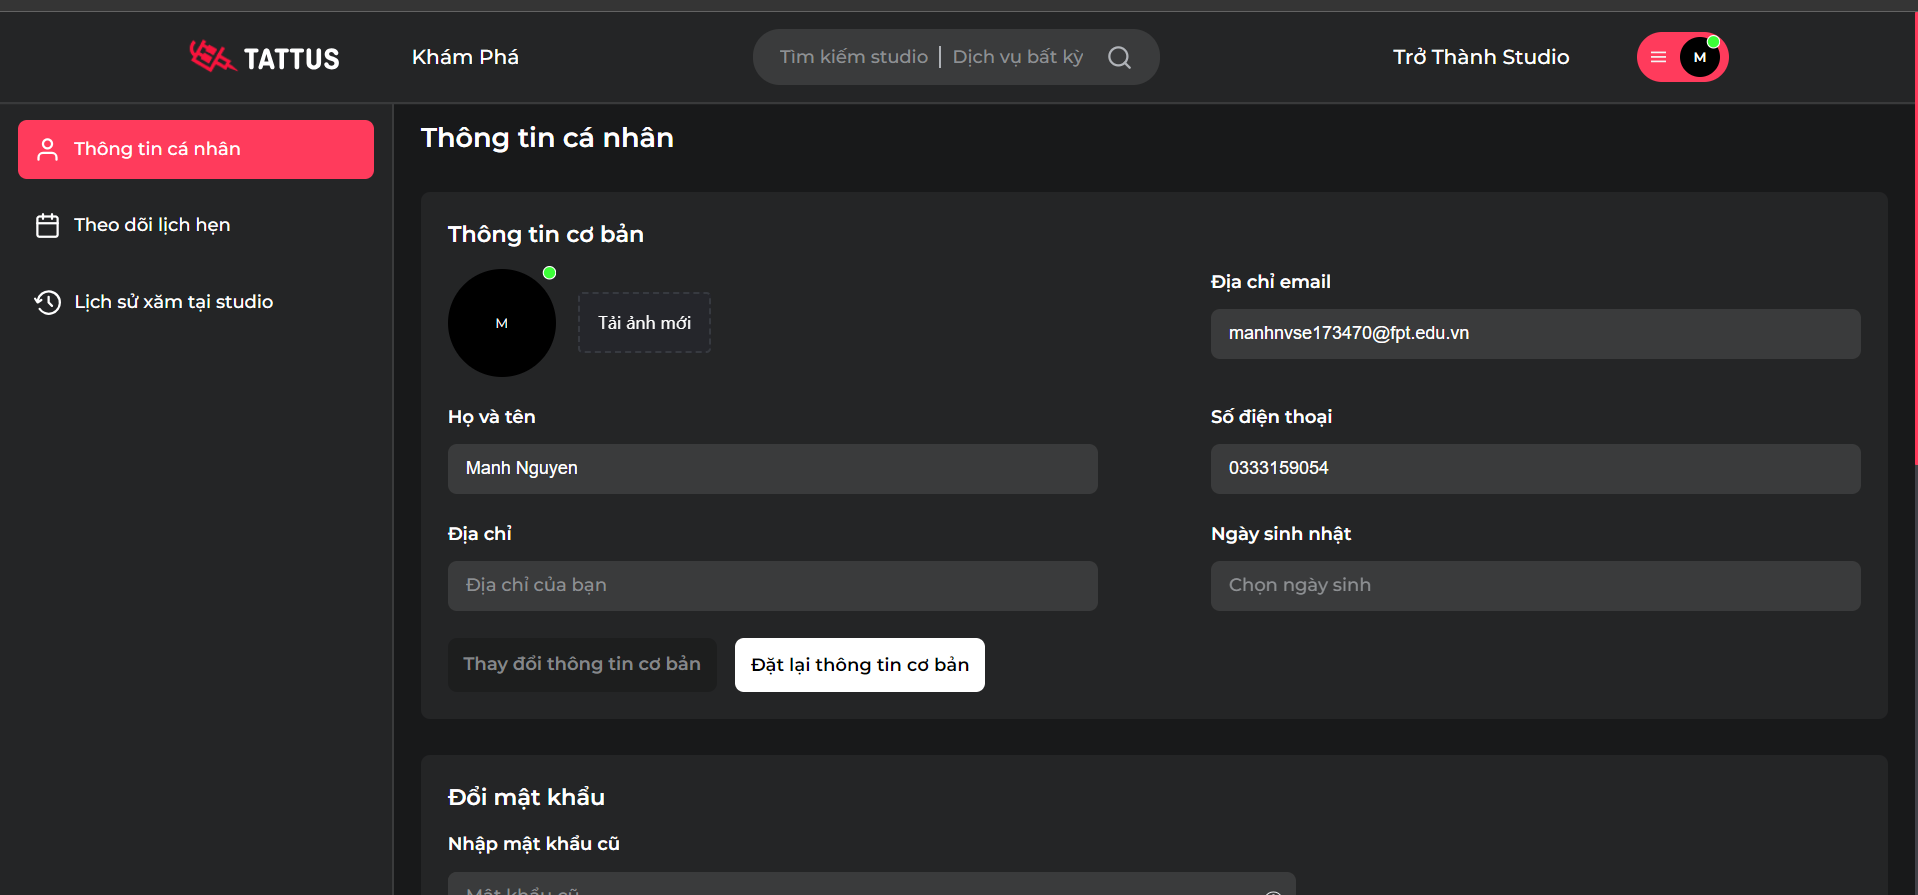 TATTUS
Khám Phá
Tìm kiếm studio | Dịch vụ bất kỳ
Trở Thành Studio
M
Thông tin cá nhân
Theo dõi lịch hẹn
Lịch sử xăm tại studio
Thông tin cá nhân
Thông tin cơ bản
M
Tải ảnh mới
Địa chỉ email
manhnvse173470@fpt.edu.vn
Họ và tên
Manh Nguyen
Số điện thoại
0333159054
Địa chỉ
Địa chỉ của bạn
Ngày sinh nhật
Chọn ngày sinh
Thay đổi thông tin cơ bản
Đặt lại thông tin cơ bản
Đổi mật khẩu
Nhập mật khẩu cũ
Mật khẩu cũ